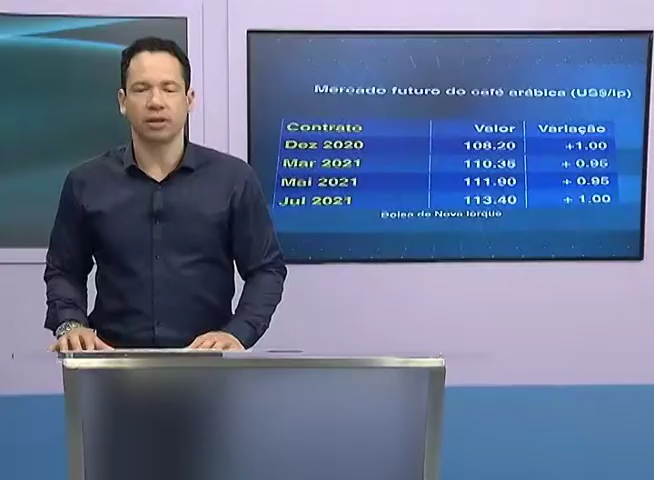 Mercado futuro do café arábica (US$/lp)
Contrato Valor Variação
Dez 2020 108.20 +1.00
Mar 2021 110.35 + 0.95
Mai 2021 111.90 + 0.95
Jul 2021 113.40 + 1.00
Bolsa de Nova Iorque